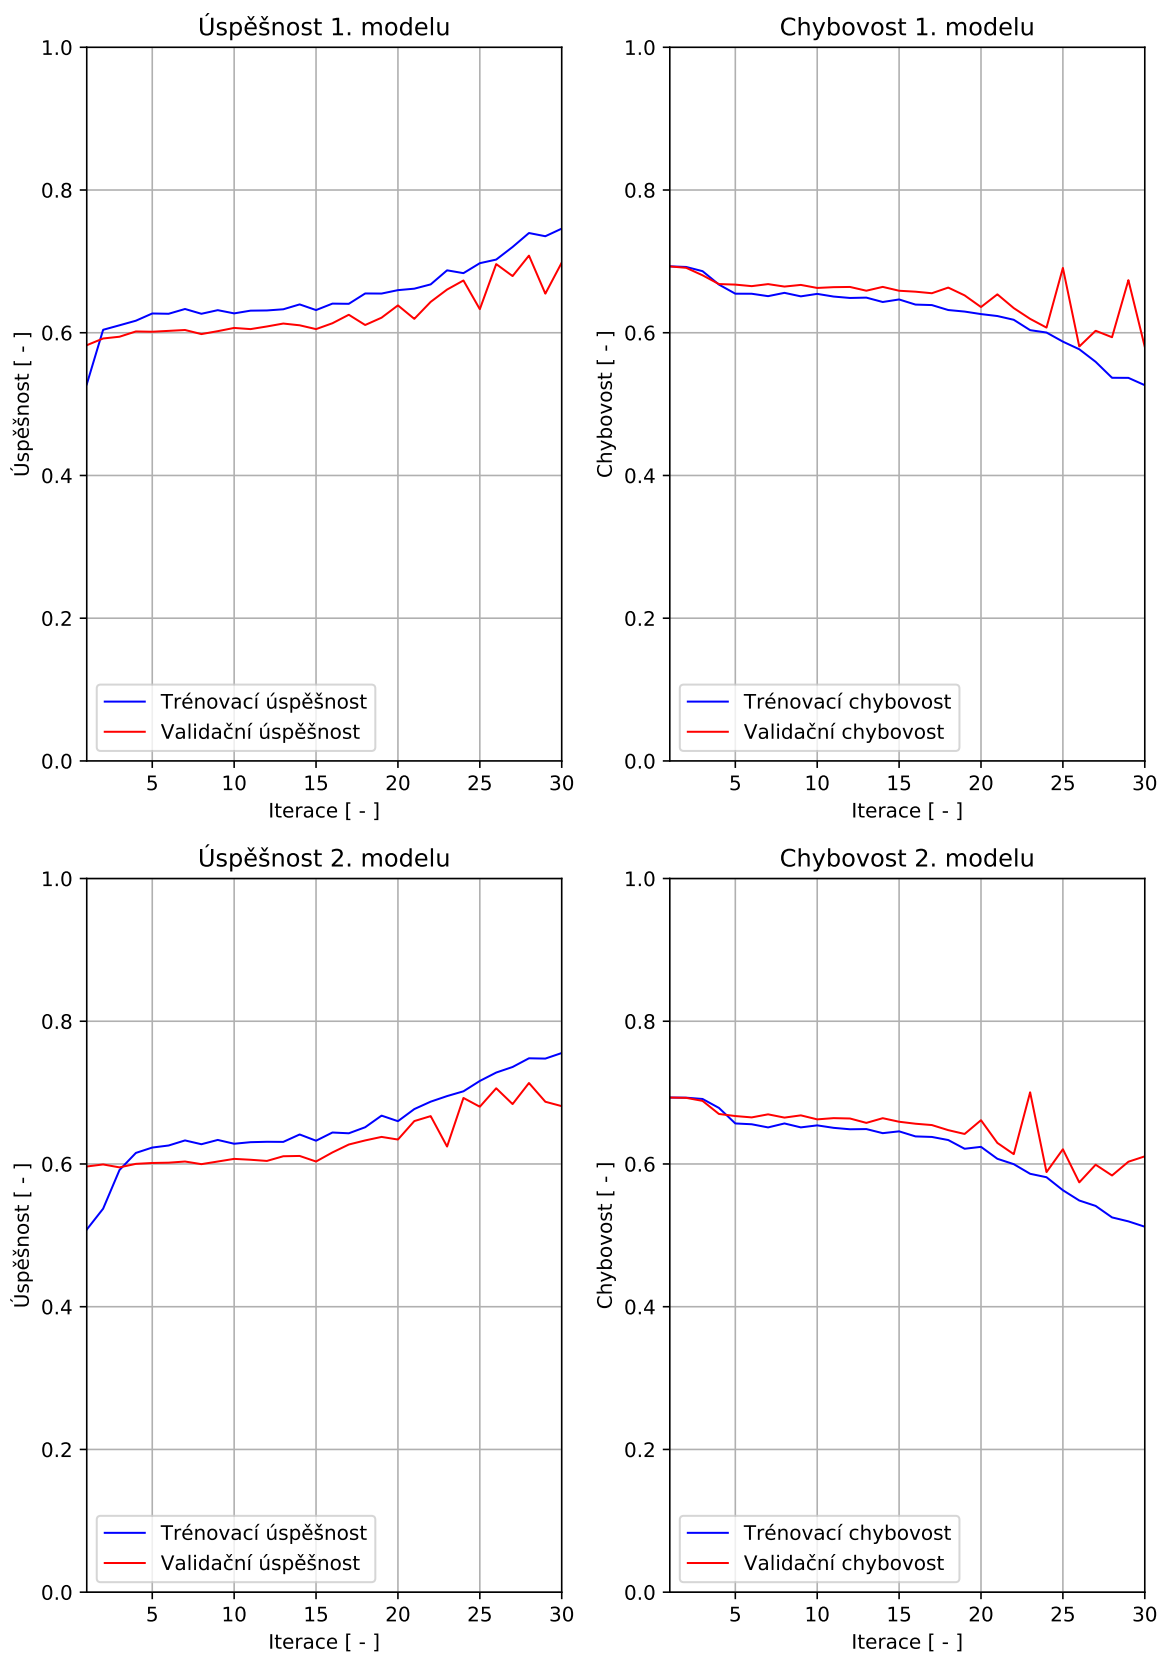 Úspěšnost 1. modelu
1.0
0.8
0.6
0.4
0.2
0.0
Úspěšnost [ - ]
Trénovací úspěšnost
Validační úspěšnost
5 10 15 20 25 30
Iterace [ - ]
Chybovost 1. modelu
1.0
0.8
0.6
0.4
0.2
0.0
Chybovost [ - ]
Trénovací chybovost
Validační chybovost
5 10 15 20 25 30
Iterace [ - ]
Úspěšnost 2. modelu
1.0
0.8
0.6
0.4
0.2
0.0
Úspěšnost [ - ]
Trénovací úspěšnost
Validační úspěšnost
5 10 15 20 25 30
Iterace [ - ]
Chybovost 2. modelu
1.0
0.8
0.6
0.4
0.2
0.0
Chybovost [ - ]
Trénovací chybovost
Validační chybovost
5 10 15 20 25 30
Iterace [ - ]